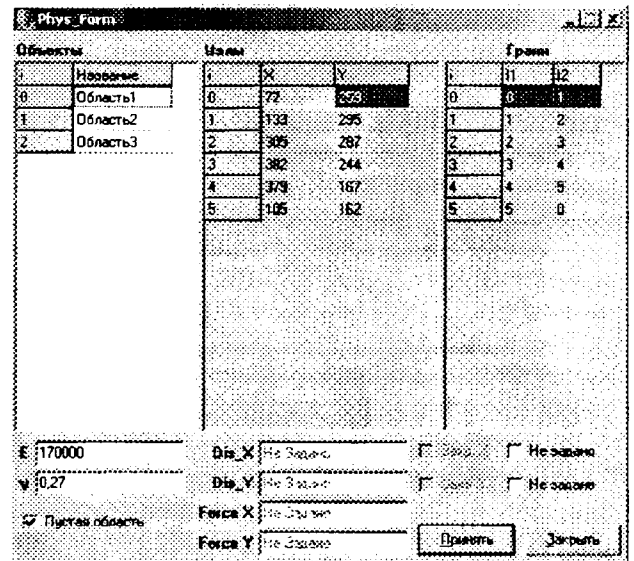 Phys_Form
Объекты Узлы Грани
i Название i X Y i I1 I2
0 Область1 0 77 253 0 0 1
1 Область2 1 133 295 1 1 2
2 Область3 2 305 287 2 2 3
3 382 244 3 3 4
4 379 167 4 4 5
5 105 162 5 5 0
E 170000 Dis_X Не Задано Не задано
ν 0,27 Dis_Y Не Задано Не задано
Пустая область Force X Не Задано
Force Y Не Задано Принять Закрыть